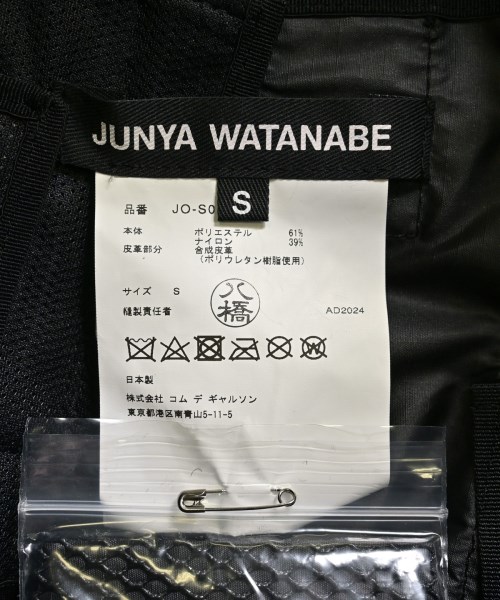 JUNYA WATANABE
S
品番 JO-S0
本体 ポリエステル 61%
ナイロン 39%
皮革部分 合成皮革
(ポリウレタン樹脂使用)
サイズ S
八橋
縫製責任者 AD2024
日本製
株式会社 コム デ ギャルソン
東京都港区南青山5-11-5